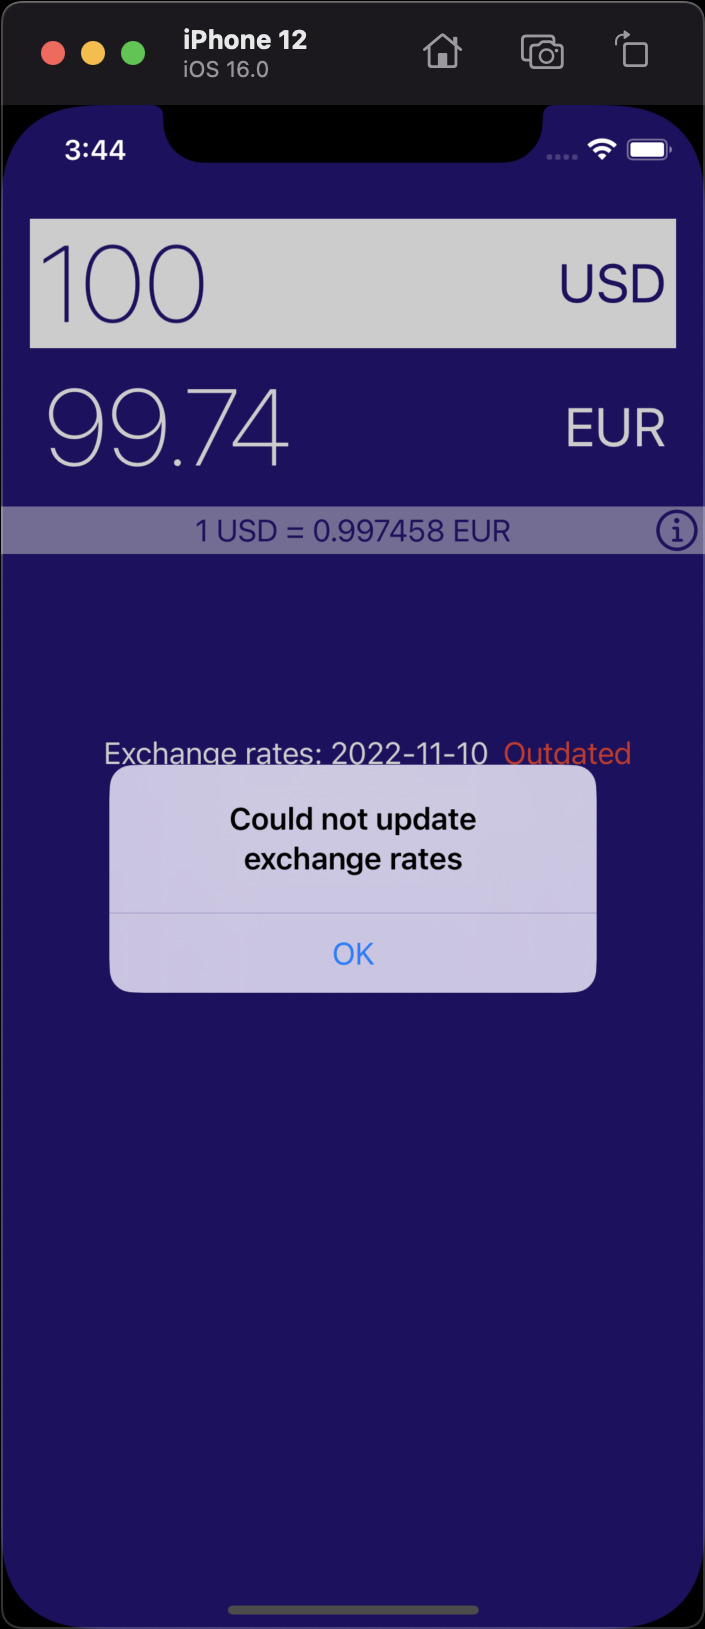 iPhone 12
iOS 16.0
3:44
100 USD
99.74 EUR
1 USD = 0.997458 EUR
Exchange rates: 2022-11-10 Outdated
Could not update
exchange rates
OK